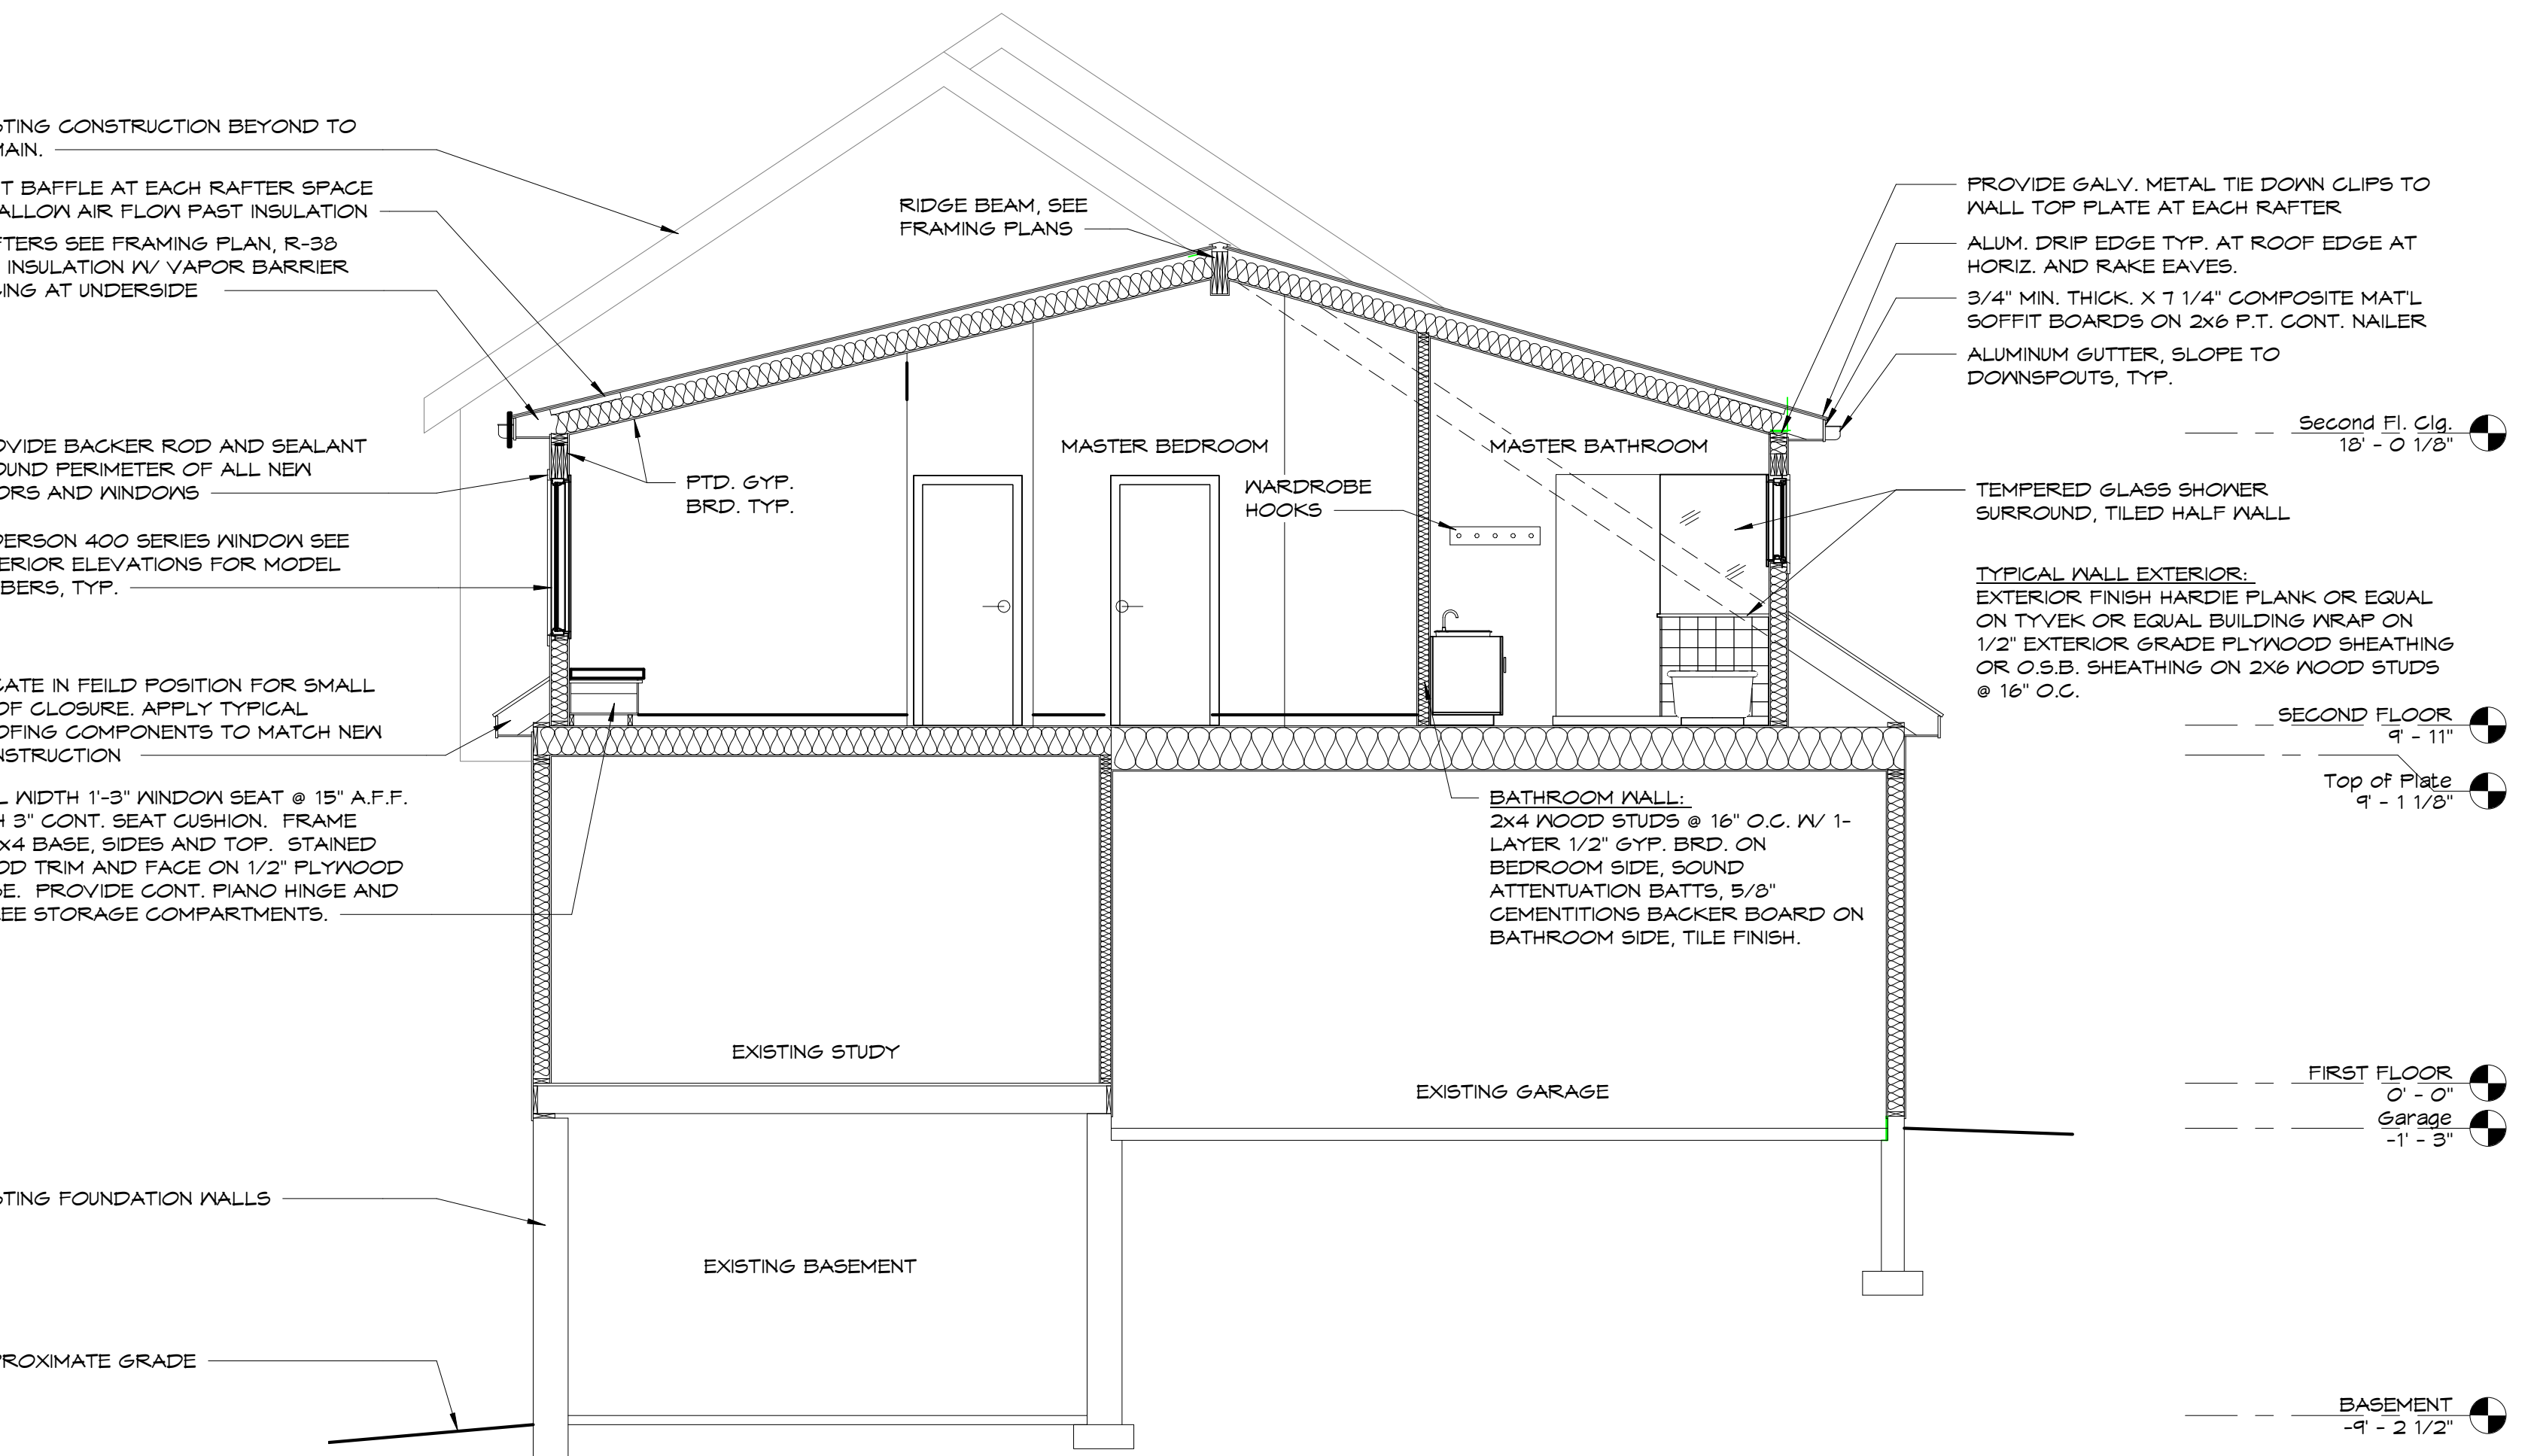 STING CONSTRUCTION BEYOND TO
MAIN.
T BAFFLE AT EACH RAFTER SPACE
ALLOW AIR FLOW PAST INSULATION
FTERS SEE FRAMING PLAN, R-38
INSULATION W/ VAPOR BARRIER
CING AT UNDERSIDE
OVIDE BACKER ROD AND SEALANT
OUND PERIMETER OF ALL NEW
ORS AND WINDOWS
DERSON 400 SERIES WINDOW SEE
TERIOR ELEVATIONS FOR MODEL
MBERS, TYP.
CATE IN FEILD POSITION FOR SMALL
OF CLOSURE. APPLY TYPICAL
OFING COMPONENTS TO MATCH NEW
NSTRUCTION
L WIDTH 1'-3" WINDOW SEAT @ 15" A.F.F.
H 3" CONT. SEAT CUSHION. FRAME
x4 BASE, SIDES AND TOP. STAINED
OD TRIM AND FACE ON 1/2" PLYWOOD
SE. PROVIDE CONT. PIANO HINGE AND
REE STORAGE COMPARTMENTS.
STING FOUNDATION WALLS
PROXIMATE GRADE
RIDGE BEAM, SEE
FRAMING PLANS
PTD. GYP.
BRD. TYP.
MASTER BEDROOM
WARDROBE
HOOKS
MASTER BATHROOM
BATHROOM WALL:
2x4 WOOD STUDS @ 16" O.C. W/ 1-
LAYER 1/2" GYP. BRD. ON
BEDROOM SIDE, SOUND
ATTENTUATION BATTS, 5/8"
CEMENTITIONS BACKER BOARD ON
BATHROOM SIDE, TILE FINISH.
EXISTING STUDY
EXISTING GARAGE
EXISTING BASEMENT
PROVIDE GALV. METAL TIE DOWN CLIPS TO
WALL TOP PLATE AT EACH RAFTER
ALUM. DRIP EDGE TYP. AT ROOF EDGE AT
HORIZ. AND RAKE EAVES.
3/4" MIN. THICK. X 7 1/4" COMPOSITE MAT'L
SOFFIT BOARDS ON 2x6 P.T. CONT. NAILER
ALUMINUM GUTTER, SLOPE TO
DOWNSPOUTS, TYP.
TEMPERED GLASS SHOWER
SURROUND, TILED HALF WALL
TYPICAL WALL EXTERIOR:
EXTERIOR FINISH HARDIE PLANK OR EQUAL
ON TYVEK OR EQUAL BUILDING WRAP ON
1/2" EXTERIOR GRADE PLYWOOD SHEATHING
OR O.S.B. SHEATHING ON 2X6 WOOD STUDS
@ 16" O.C.
Second Fl. Clg.
18' - 0 1/8"
SECOND FLOOR
9' - 11"
Top of Plate
9' - 1 1/8"
FIRST FLOOR
0' - 0"
Garage
-1' - 3"
BASEMENT
-9' - 2 1/2"